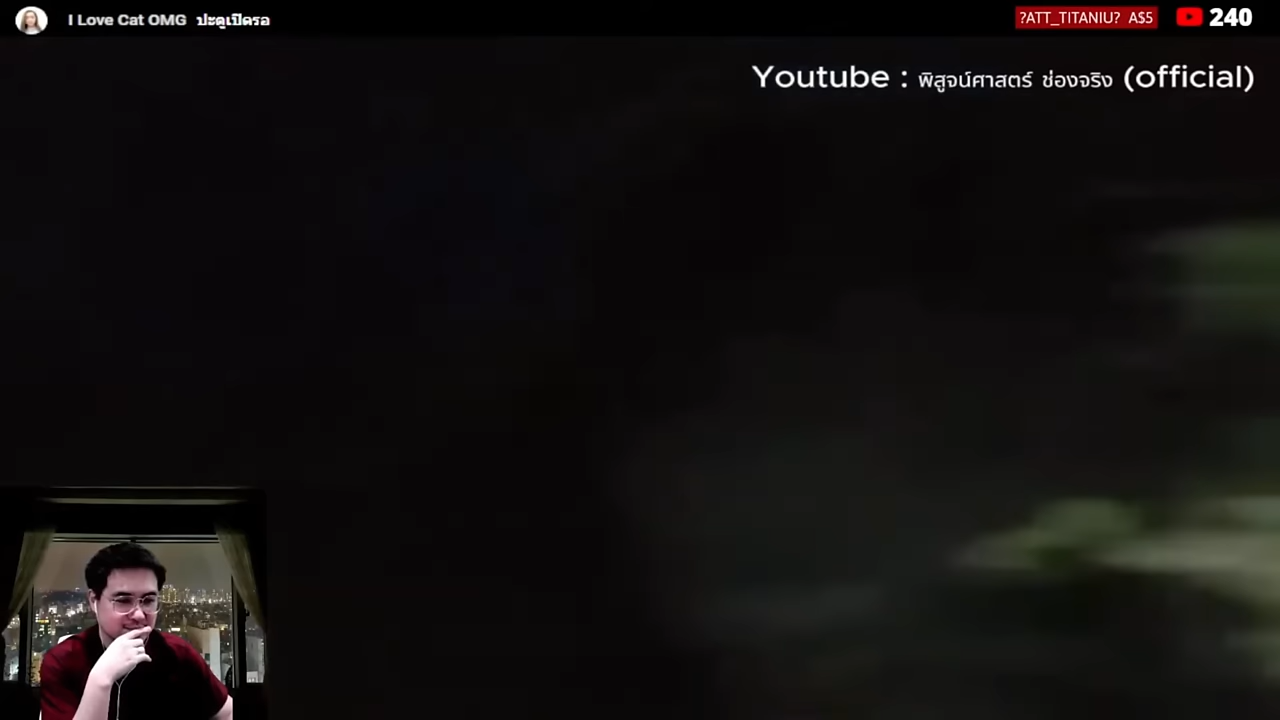 I Love Cat OMG ปะตูเปิดรอ
?ATT_TITANIU? A$5
240
Youtube : พิสูจน์ศาสตร์ ช่องจริง (official)